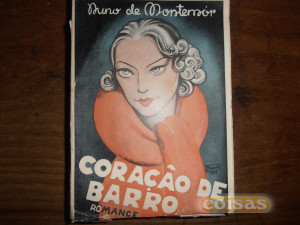 Nuno de Montemór
CORAÇÃO DE
BARRO
ROMANCE
coisas